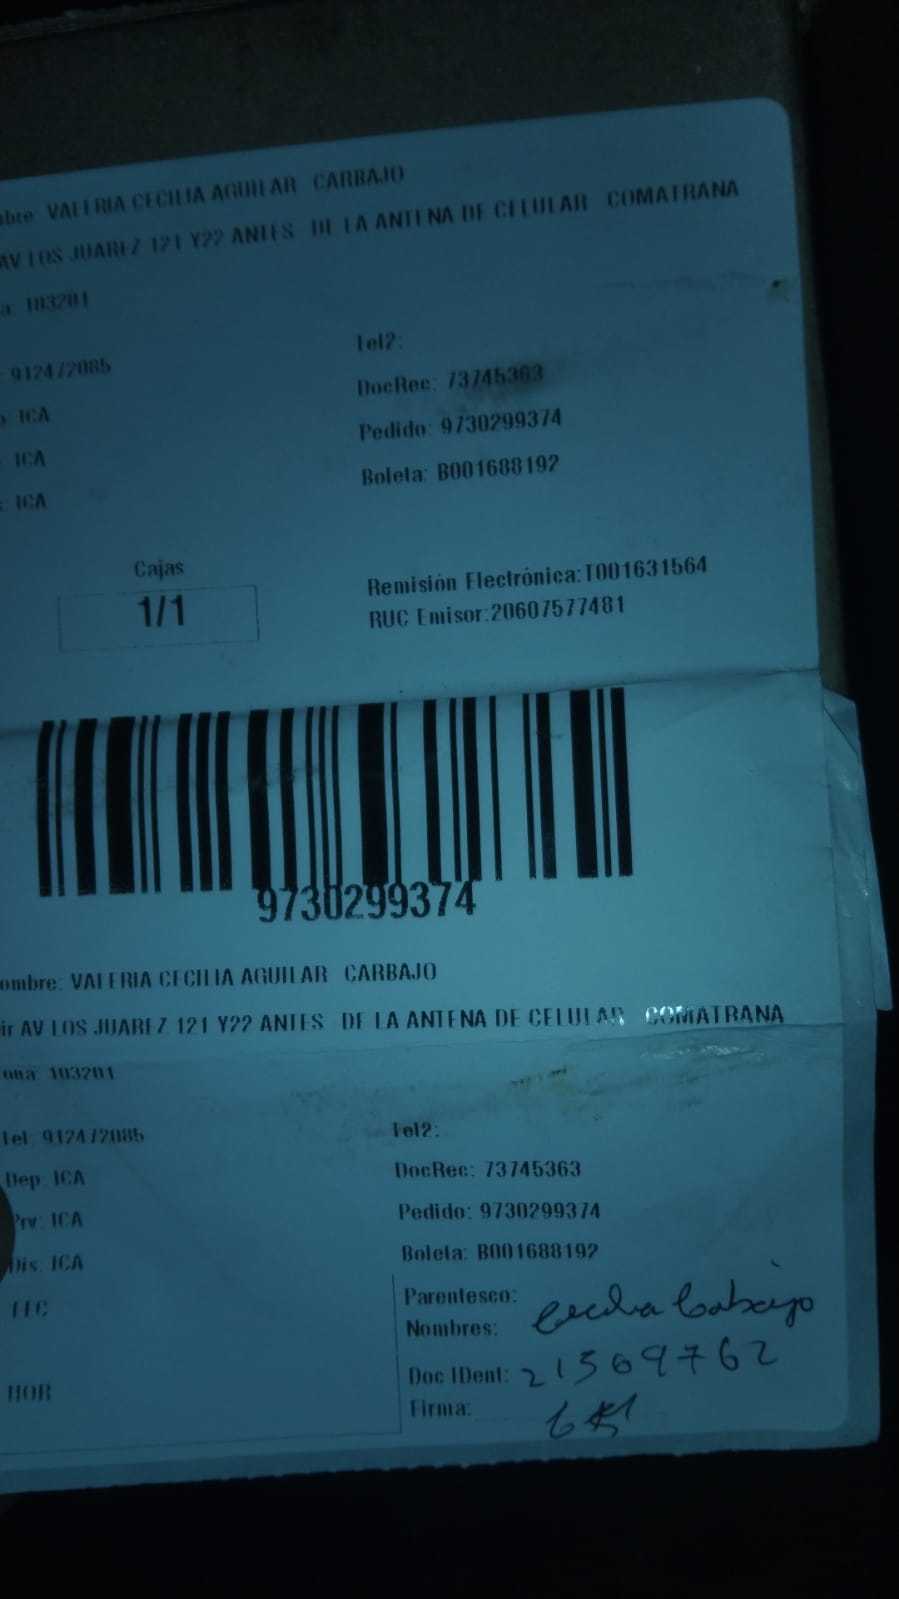 bre: VALERIA CECILIA AGUILAR CARBAJO
AV LOS JUAREZ 121 Y22 ANTES DE LA ANTENA DE CELULAR COMATRANA
a: 103201
: 912472085
Tel2:
DocRec: 73745363
: ICA
Pedido: 9730299374
: ICA
Boleta: B001688192
: ICA
Cajas
1/1
Remisión Electrónica:T001631564
RUC Emisor:20607577481
9730299374
ombre: VALERIA CECILIA AGUILAR CARBAJO
ir AV LOS JUAREZ 121 Y22 ANTES DE LA ANTENA DE CELULAR COMATRANA
ona: 103201
Tel: 912472085
Tel2:
Dep: ICA
DocRec: 73745363
Prv: ICA
Pedido: 9730299374
Dis: ICA
Boleta: B001688192
FEC
Parentesco:
Nombres: Cecilia Carbajo
Doc IDent: 21569762
HOR
Firma: